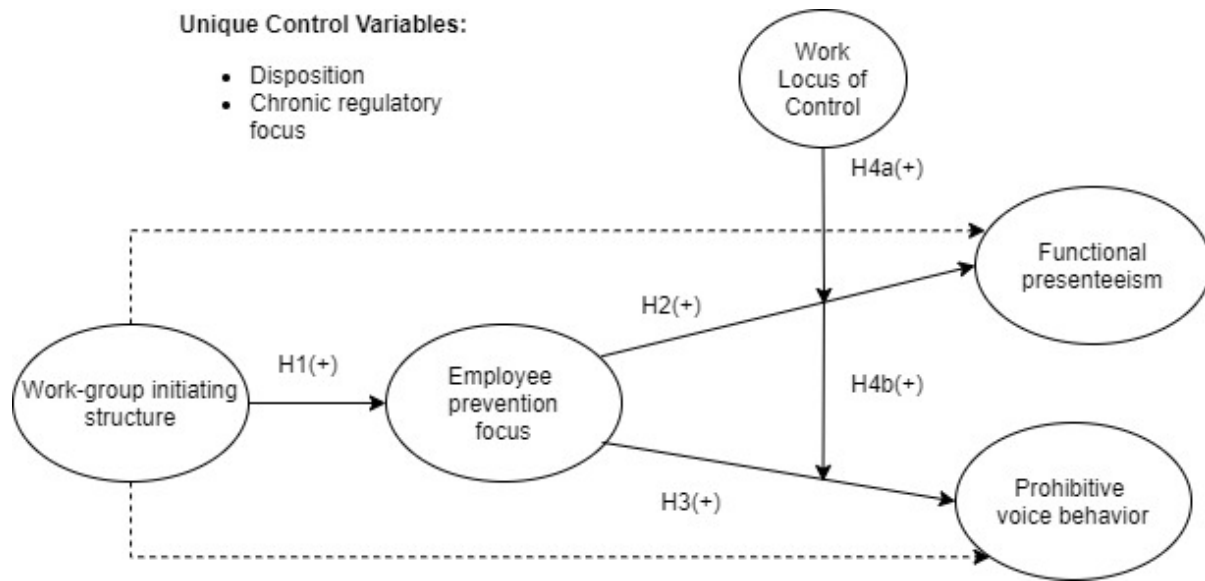 Unique Control Variables:
• Disposition
• Chronic regulatory
focus
Work
Locus of
Control
H4a(+)
Functional
presenteeism
H2(+)
H1(+)
Work-group initiating
structure
Employee
prevention
focus
H4b(+)
H3(+)
Prohibitive
voice behavior